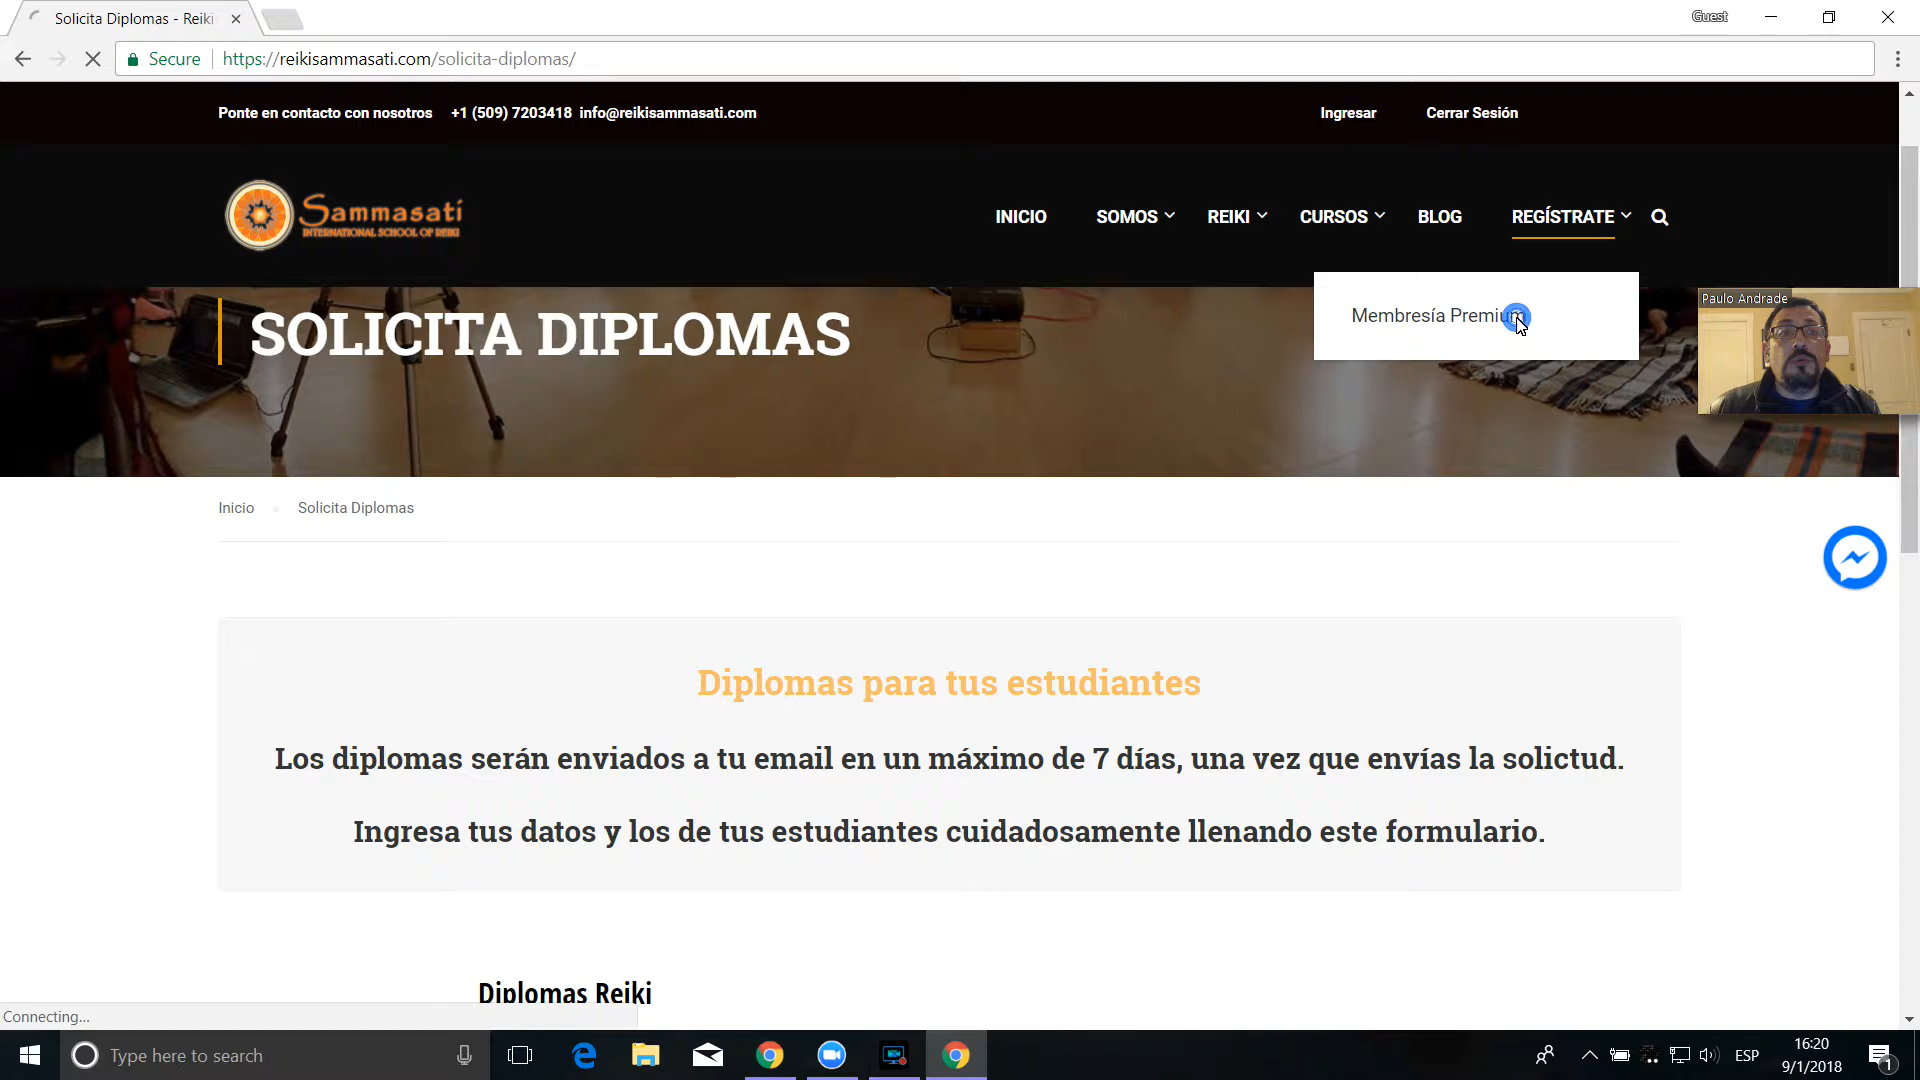 Solicita Diplomas - Reiki
Guest
Secure
https://reikisammasati.com/solicita-diplomas/
Ponte en contacto con nosotros +1 (509) 7203418 info@reikisammasati.com
Ingresar
Cerrar Sesión
Sammasati
INTERNATIONAL SCHOOL OF REIKI
INICIO
SOMOS
REIKI
CURSOS
BLOG
REGÍSTRATE
Membresía Premium
Paulo Andrade
SOLICITA DIPLOMAS
Inicio
Solicita Diplomas
Diplomas para tus estudiantes
Los diplomas serán enviados a tu email en un máximo de 7 días, una vez que envías la solictud.
Ingresa tus datos y los de tus estudiantes cuidadosamente llenando este formulario.
Diplomas Reiki
Connecting...
Type here to search
ESP
16:20
9/1/2018
1